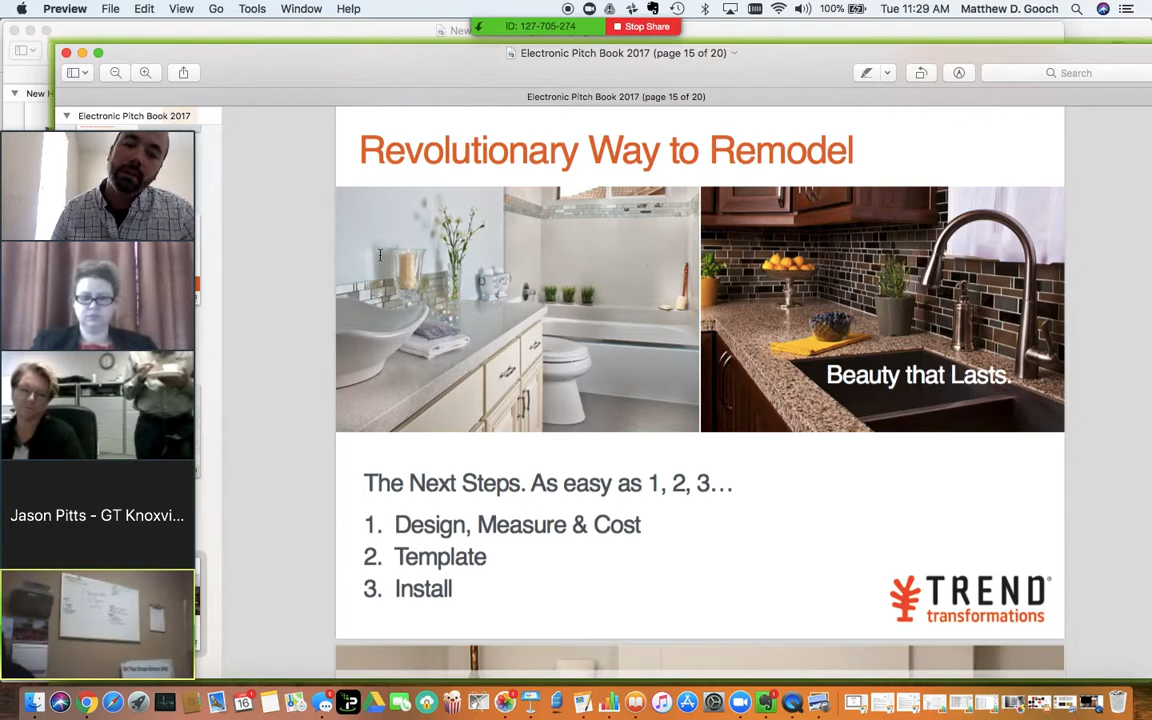 Preview File Edit View Go Tools Window Help
100% Tue 11:29 AM Matthew D. Gooch
ID: 127-705-274 Stop Share
New
Electronic Pitch Book 2017 (page 15 of 20)
Search
New H
Electronic Pitch Book 2017 (page 15 of 20)
Electronic Pitch Book 2017
Revolutionary Way to Remodel
Beauty that Lasts.
The Next Steps. As easy as 1, 2, 3…
1. Design, Measure & Cost
2. Template
3. Install
TREND®
transformations
Jason Pitts - GT Knoxvi...
16